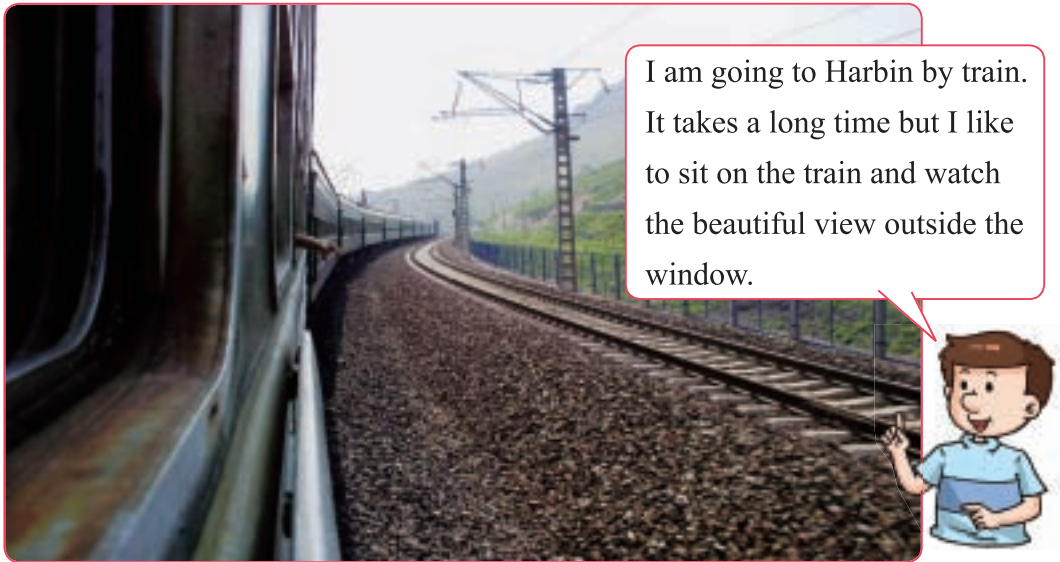 I am going to Harbin by train.
It takes a long time but I like
to sit on the train and watch
the beautiful view outside the
window.